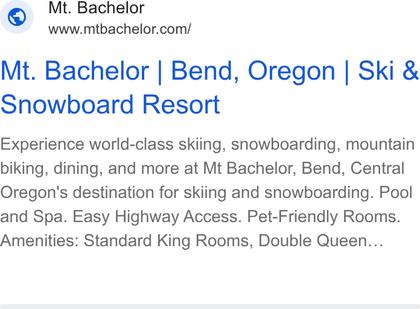 Mt. Bachelor
www.mtbachelor.com/
Mt. Bachelor | Bend, Oregon | Ski &
Snowboard Resort
Experience world-class skiing, snowboarding, mountain
biking, dining, and more at Mt Bachelor, Bend, Central
Oregon's destination for skiing and snowboarding. Pool
and Spa. Easy Highway Access. Pet-Friendly Rooms.
Amenities: Standard King Rooms, Double Queen…